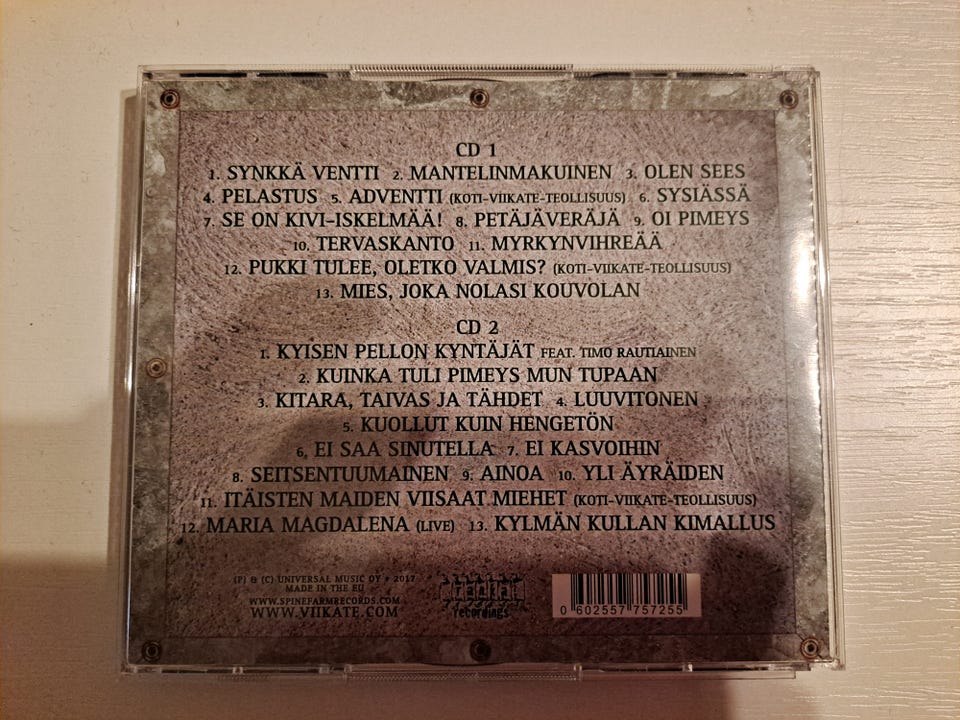 CD 1
1. SYNKKÄ VENTTI 2. MANTELINMAKUINEN 3. OLEN SEES
4. PELASTUS 5. ADVENTTI (KOTI-VIIKATE-TEOLLISUUS) 6. SYSIÄSSÄ
7. SE ON KIVI-ISKELMÄÄ! 8. PETÄJÄVERÄJÄ 9. OI PIMEYS
10. TERVASKANTO 11. MYRKYNVIHREÄÄ
12. PUKKI TULEE, OLETKO VALMIS? (KOTI-VIIKATE-TEOLLISUUS)
13. MIES, JOKA NOLASI KOUVOLAN
CD 2
1. KYISEN PELLON KYNTÄJÄT FEAT. TIMO RAUTIAINEN
2. KUINKA TULI PIMEYS MUN TUPAAN
3. KITARA, TAIVAS JA TÄHDET 4. LUUVITONEN
5. KUOLLUT KUIN HENGETÖN
6. EI SAA SINUTELLA 7. EI KASVOIHIN
8. SEITSENTUUMAINEN 9. AINOA 10. YLI ÄYRÄIDEN
11. ITÄISTEN MAIDEN VIISAAT MIEHET (KOTI-VIIKATE-TEOLLISUUS)
12. MARIA MAGDALENA (LIVE) 13. KYLMÄN KULLAN KIMALLUS
(P) & (C) UNIVERSAL MUSIC OY • 2017
MADE IN THE EU
WWW.SPINEFARMRECORDS.COM
WWW.VIIKATE.COM
recordings
0 602557 757255